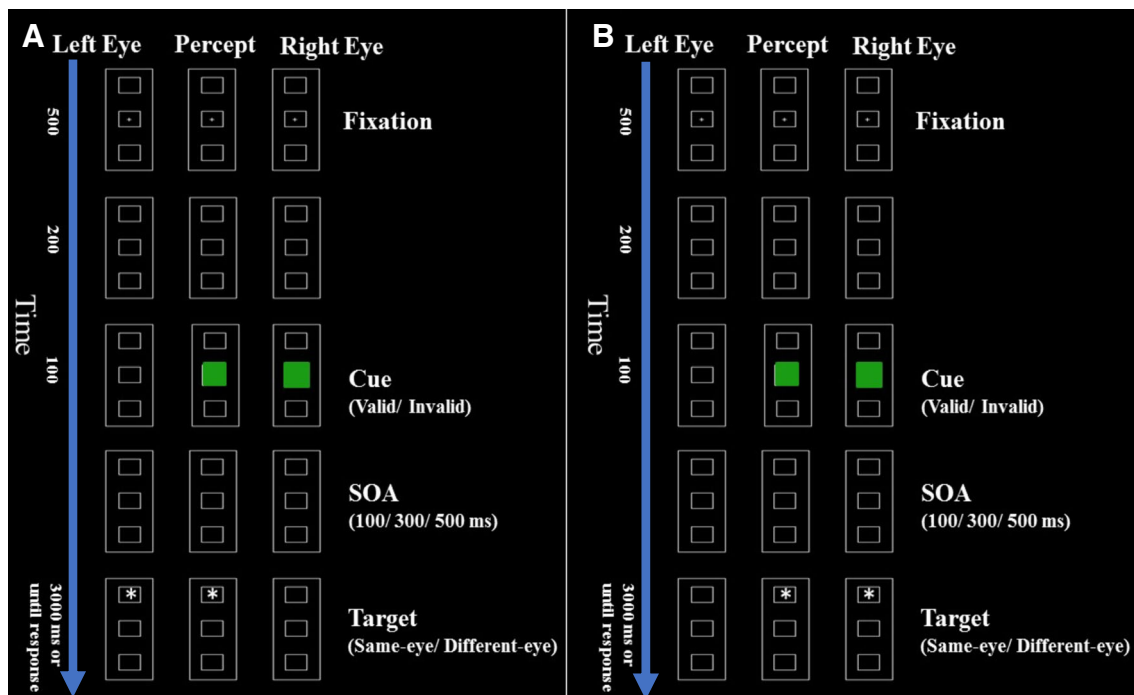 A
Left Eye Percept Right Eye
500
Fixation
200
Time
100
Cue
(Valid/ Invalid)
SOA
(100/ 300/ 500 ms)
3000 ms or
until response
* *
Target
(Same-eye/ Different-eye)
B
Left Eye Percept Right Eye
500
Fixation
200
Time
100
Cue
(Valid/ Invalid)
SOA
(100/ 300/ 500 ms)
3000 ms or
until response
* *
Target
(Same-eye/ Different-eye)